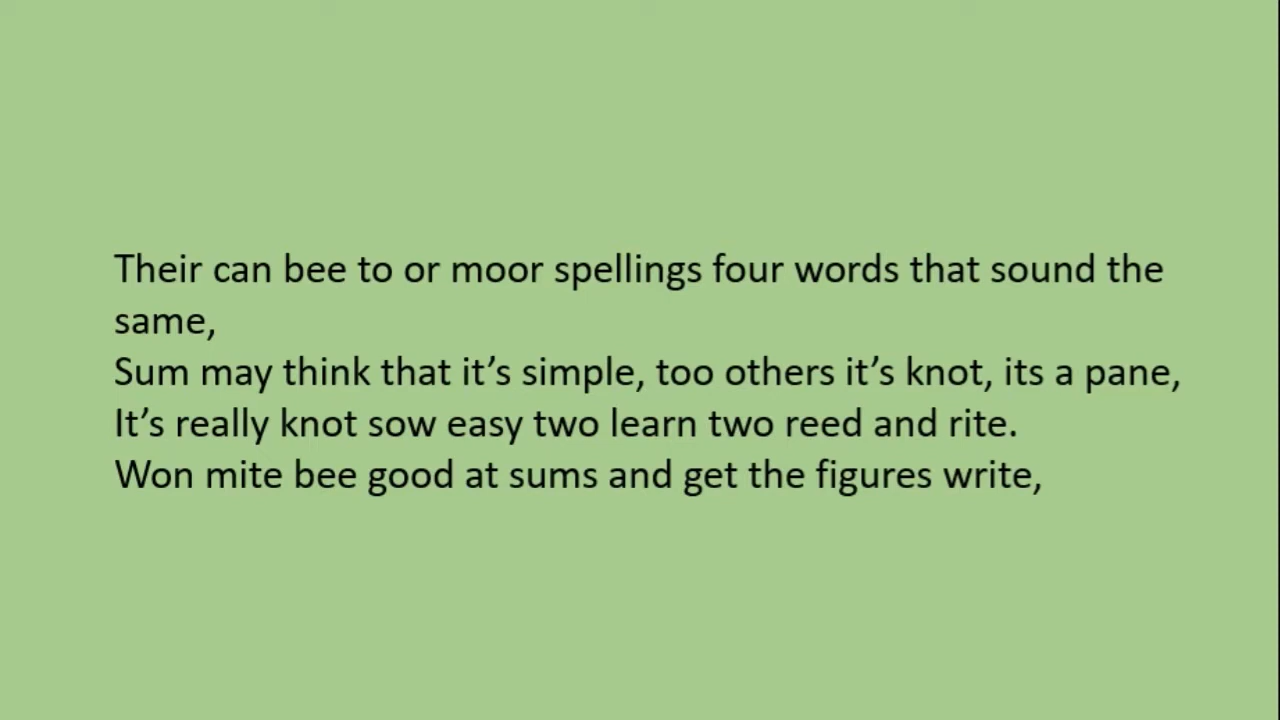 Their can bee to or moor spellings four words that sound the
same,
Sum may think that it’s simple, too others it’s knot, its a pane,
It’s really knot sow easy two learn two reed and rite.
Won mite bee good at sums and get the figures write,